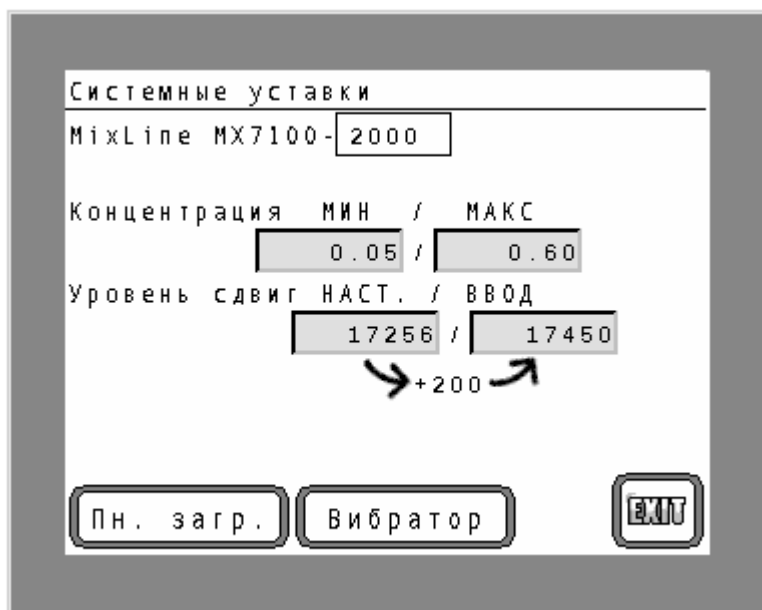 Системные уставки
MixLine MX7100- 2000
Концентрация МИН / МАКС
0.05 / 0.60
Уровень сдвиг НАСТ. / ВВОД
17256 / 17450
+200
Пн. загр. Вибратор EXIT